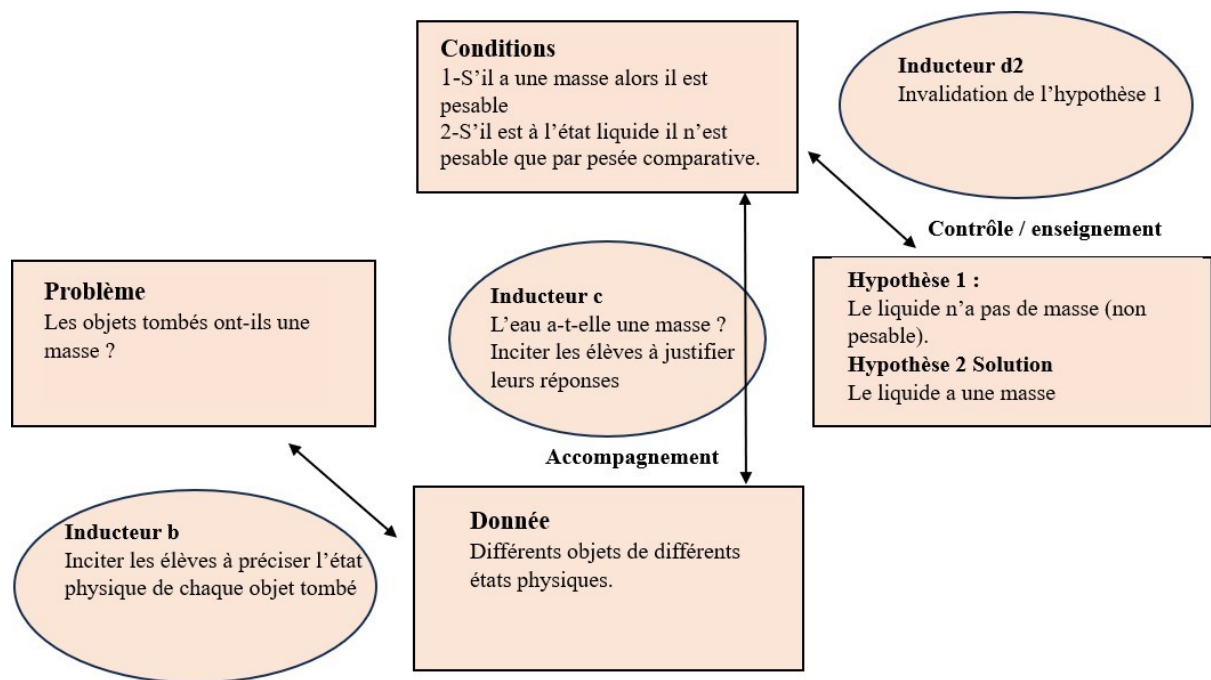 Conditions
1-S’il a une masse alors il est
pesable
2-S’il est à l’état liquide il n’est
pesable que par pesée comparative.
Inducteur d2
Invalidation de l’hypothèse 1
Contrôle / enseignement
Problème
Les objets tombés ont-ils une
masse ?
Inducteur c
L’eau a-t-elle une masse ?
Inciter les élèves à justifier
leurs réponses
Hypothèse 1 :
Le liquide n’a pas de masse (non
pesable).
Hypothèse 2 Solution
Le liquide a une masse
Accompagnement
Inducteur b
Inciter les élèves à préciser l’état
physique de chaque objet tombé
Donnée
Différents objets de différents
états physiques.